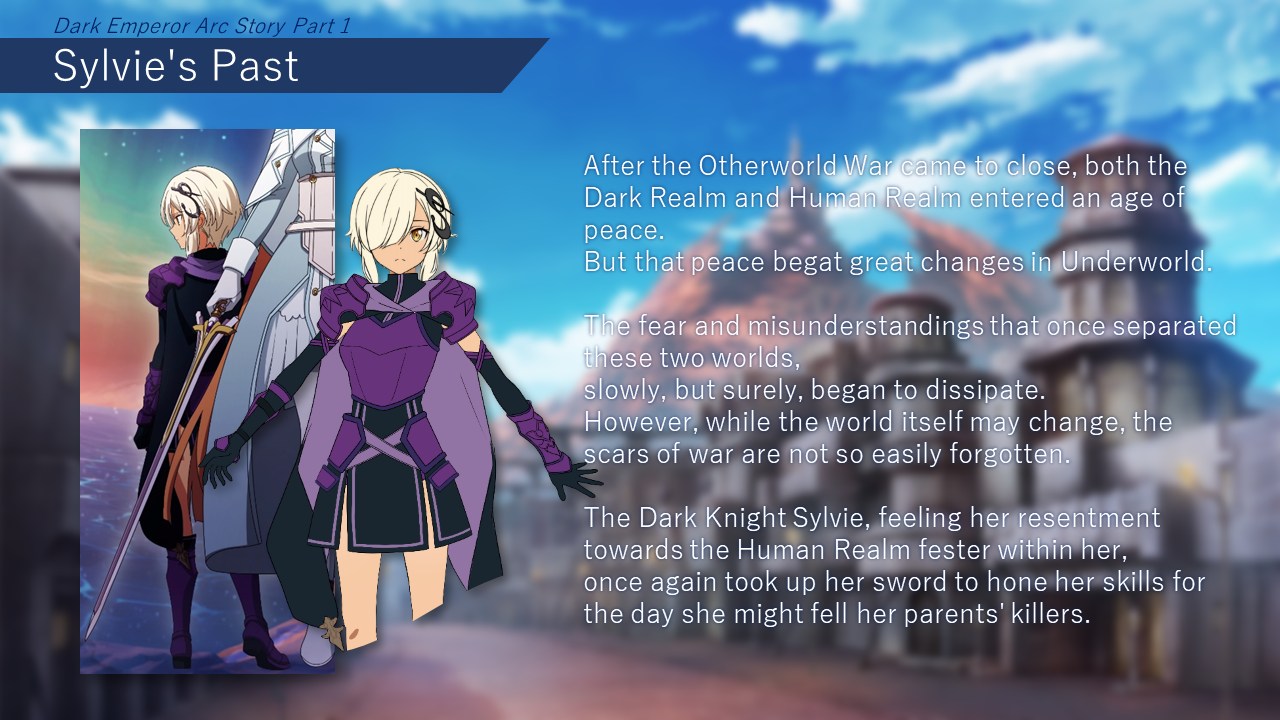 Dark Emperor Arc Story Part 1
Sylvie's Past
After the Otherworld War came to close, both the
Dark Realm and Human Realm entered an age of
peace.
But that peace begat great changes in Underworld.
The fear and misunderstandings that once separated
these two worlds,
slowly, but surely, began to dissipate.
However, while the world itself may change, the
scars of war are not so easily forgotten.
The Dark Knight Sylvie, feeling her resentment
towards the Human Realm fester within her,
once again took up her sword to hone her skills for
the day she might fell her parents' killers.